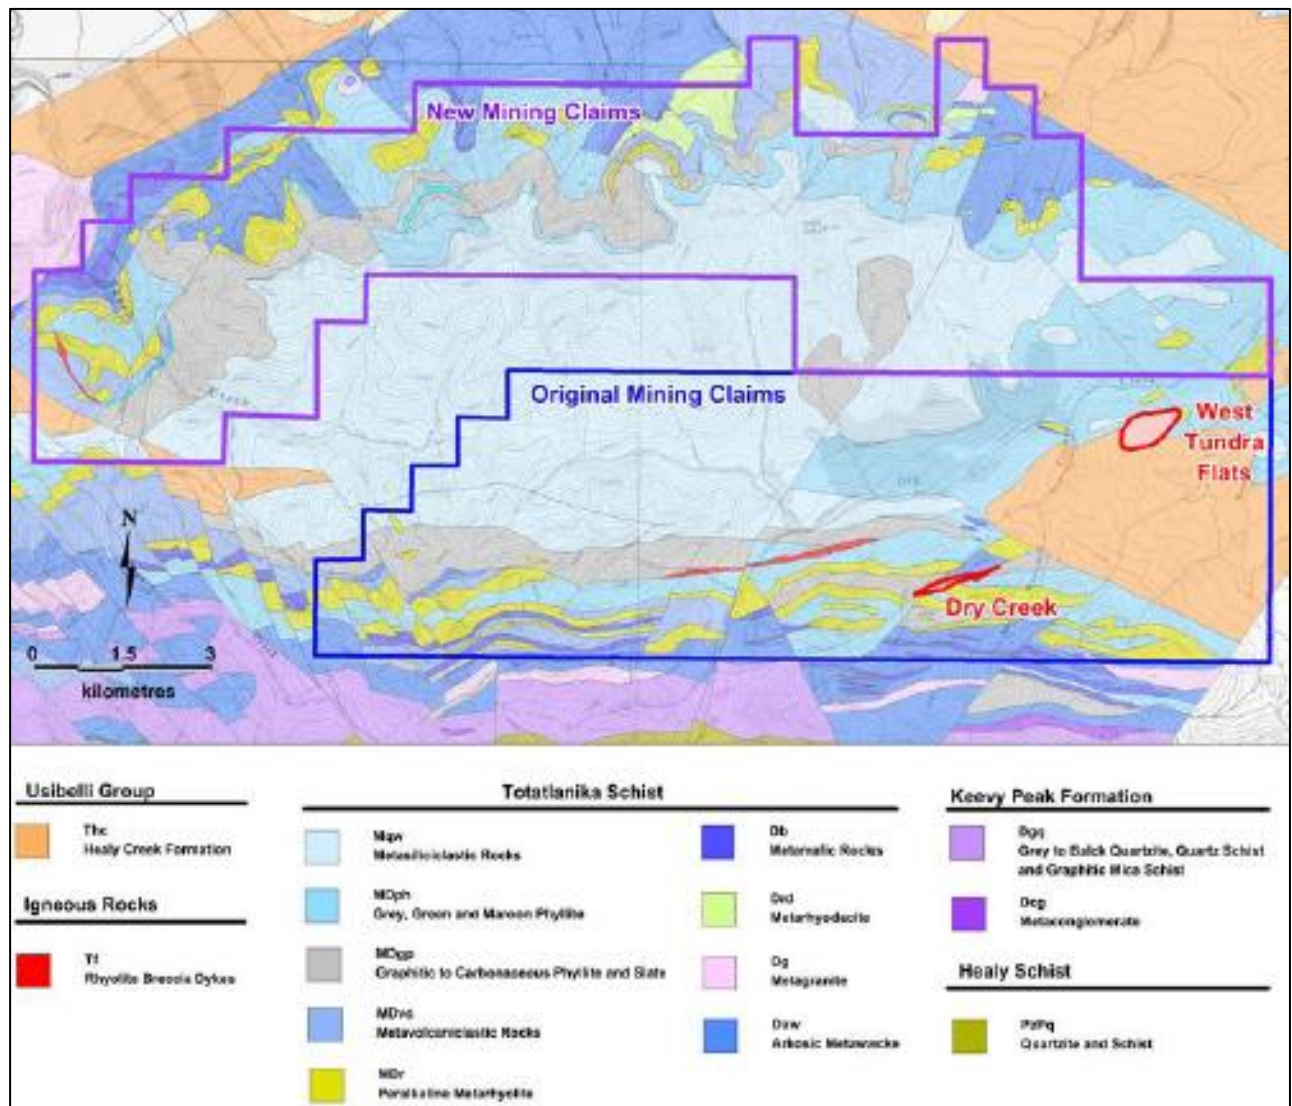 New Mining Claims
Original Mining Claims
West
Tundra
Flats
Dry Creek
Creek
N
0 1.5 3
kilometres
Usibelli Group
Thc
Healy Creek Formation
Igneous Rocks
Tf
Rhyolite Breccia Dykes
Totatlanika Schist
Mqw
Metasiliciclastic Rocks
MDph
Grey, Green and Maroon Phyllite
MDgp
Graphitic to Carbonaceous Phyllite and Slate
MDvc
Metavolcaniclastic Rocks
MDr
Peralkaline Metarhyolite
Db
Metamafic Rocks
Drd
Metarhyodacite
Dg
Metagranite
Arkosic Metawacke
Keevy Peak Formation
Dgq
Grey to Balck Quartzite, Quartz Schist
and Graphitic Mica Schist
Dcg
Metaconglomerate
Healy Schist
PzPq
Quartzite and Schist